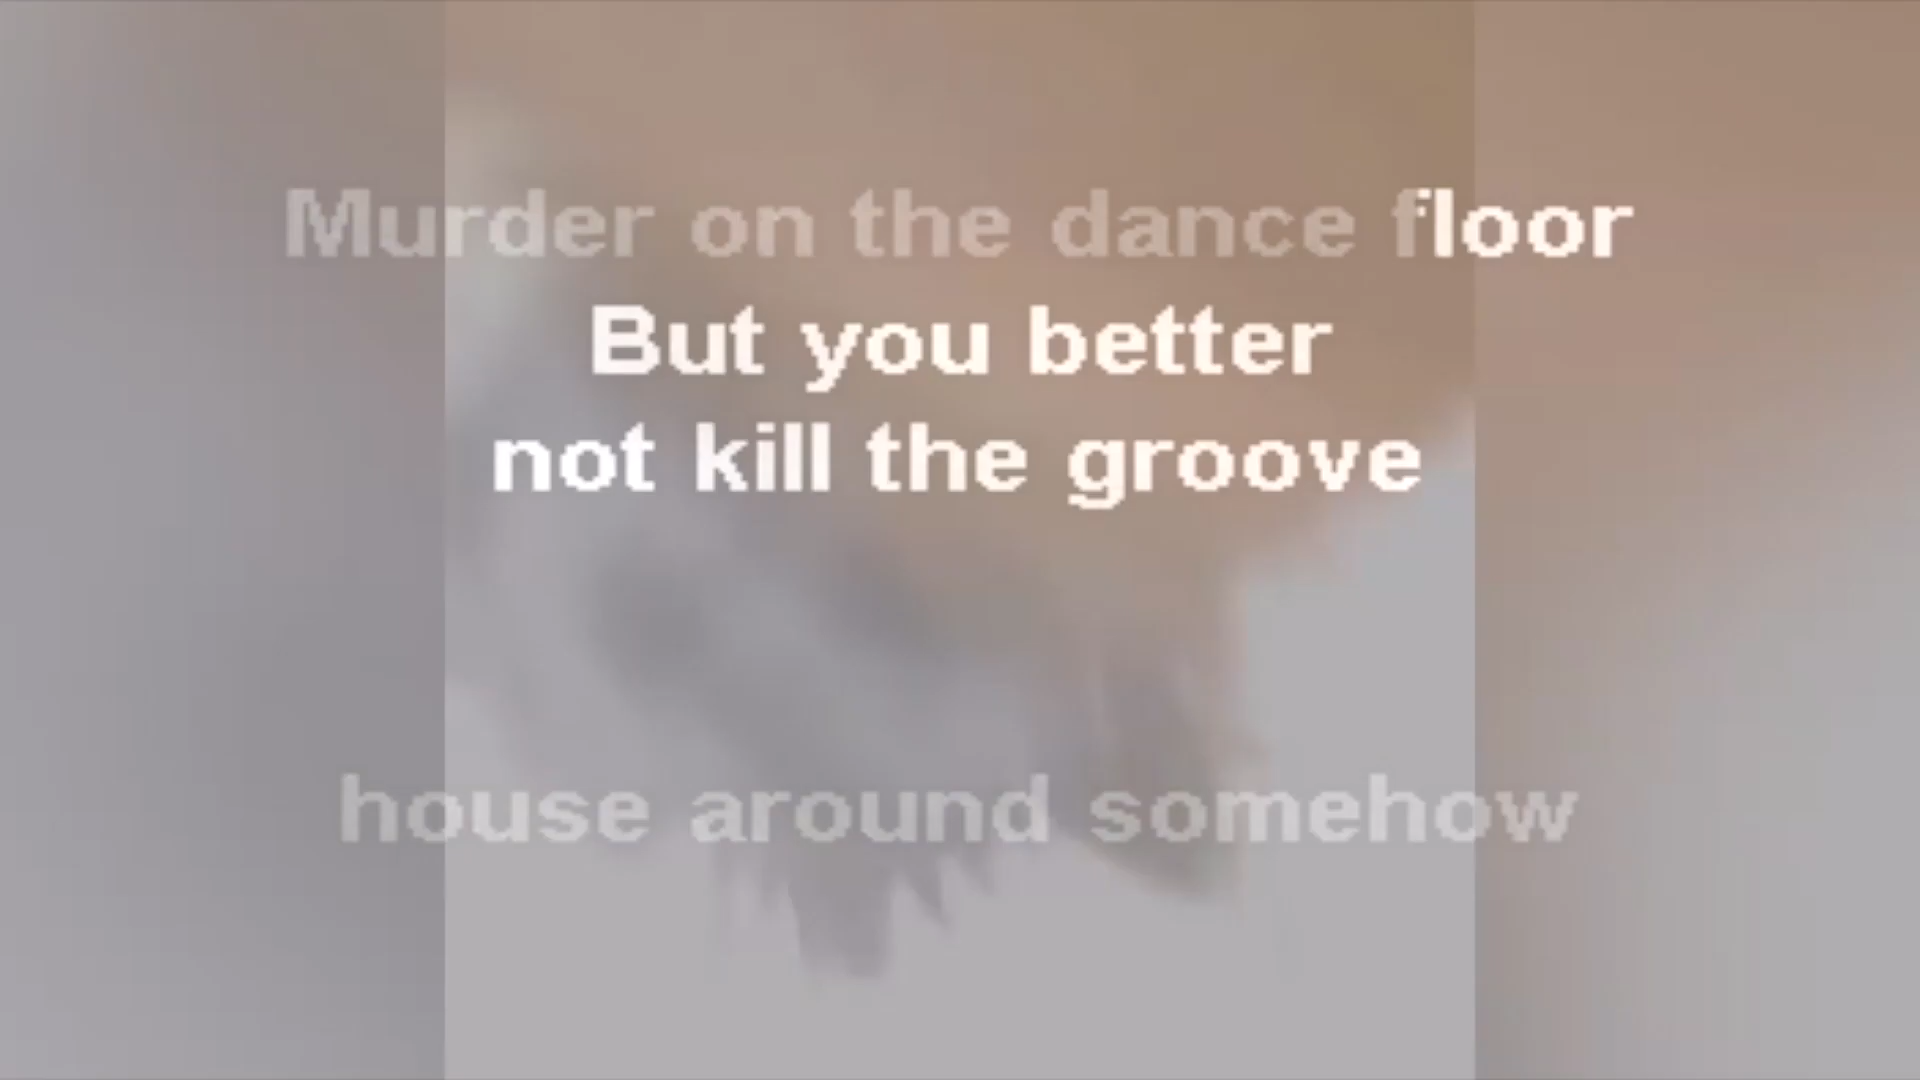 Murder on the dance floor
But you better
not kill the groove
house around somehow